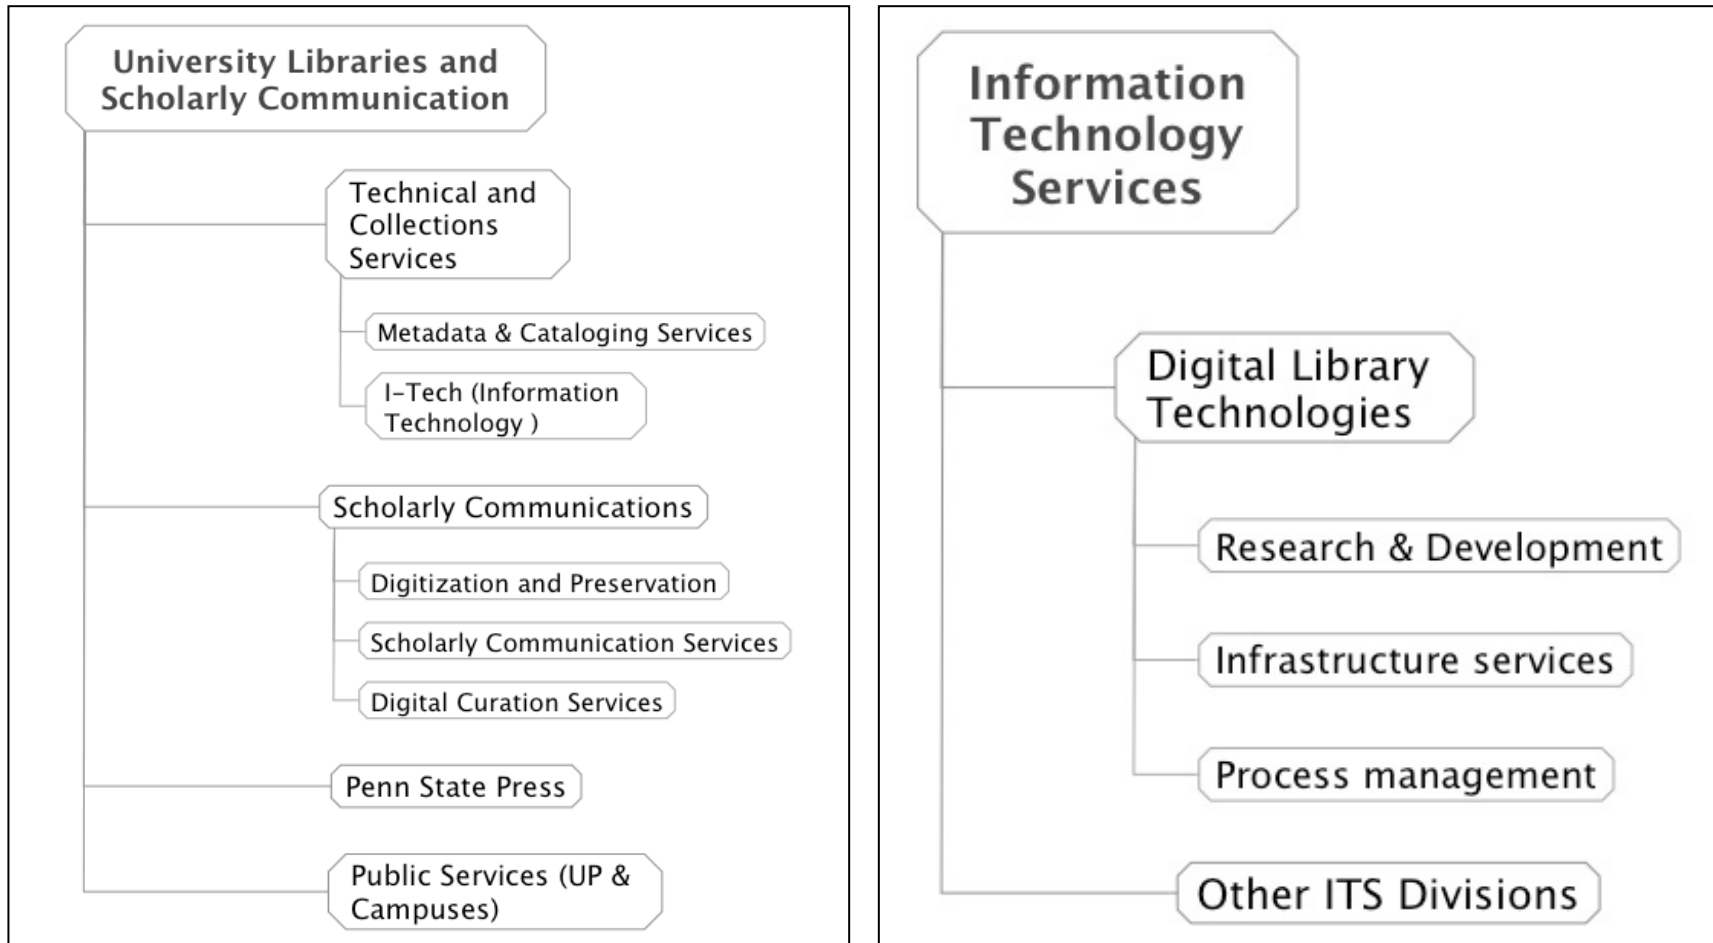 University Libraries and
Scholarly Communication
Technical and
Collections
Services
Metadata & Cataloging Services
I-Tech (Information
Technology )
Scholarly Communications
Digitization and Preservation
Scholarly Communication Services
Digital Curation Services
Penn State Press
Public Services (UP &
Campuses)
Information
Technology
Services
Digital Library
Technologies
Research & Development
Infrastructure services
Process management
Other ITS Divisions